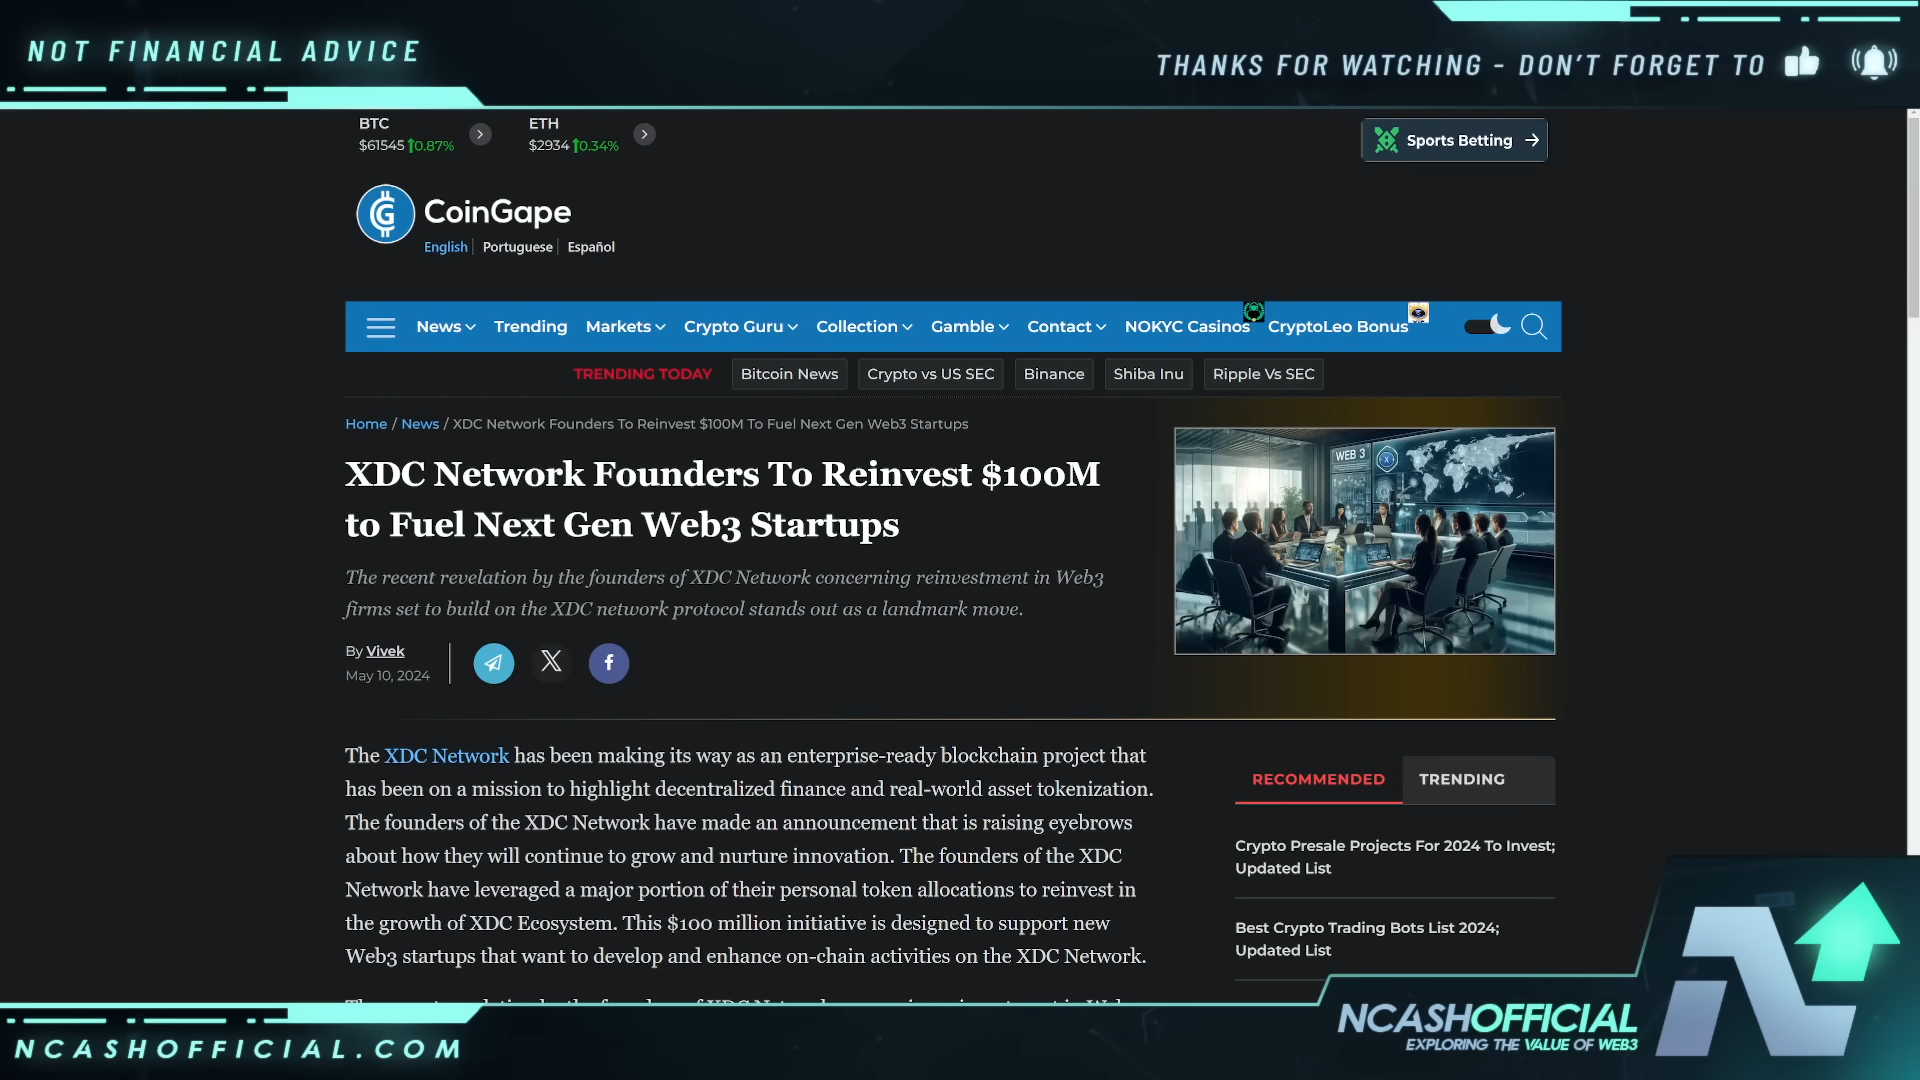 NOT FINANCIAL ADVICE
THANKS FOR WATCHING - DON'T FORGET TO
BTC
$61545 0.87%
ETH
$2934 0.34%
Sports Betting
CoinGape
English
Portuguese
Español
News
Trending
Markets
Crypto Guru
Collection
Gamble
Contact
NOKYC Casinos
CryptoLeo Bonus
TRENDING TODAY
Bitcoin News
Crypto vs US SEC
Binance
Shiba Inu
Ripple Vs SEC
Home / News / XDC Network Founders To Reinvest $100M To Fuel Next Gen Web3 Startups
XDC Network Founders To Reinvest $100M
to Fuel Next Gen Web3 Startups
The recent revelation by the founders of XDC Network concerning reinvestment in Web3
firms set to build on the XDC network protocol stands out as a landmark move.
By Vivek
May 10, 2024
WEB 3
The XDC Network has been making its way as an enterprise-ready blockchain project that
has been on a mission to highlight decentralized finance and real-world asset tokenization.
The founders of the XDC Network have made an announcement that is raising eyebrows
about how they will continue to grow and nurture innovation. The founders of the XDC
Network have leveraged a major portion of their personal token allocations to reinvest in
the growth of XDC Ecosystem. This $100 million initiative is designed to support new
Web3 startups that want to develop and enhance on-chain activities on the XDC Network.
RECOMMENDED
TRENDING
Crypto Presale Projects For 2024 To Invest;
Updated List
Best Crypto Trading Bots List 2024;
Updated List
NCASHOFFICIAL.COM
NCASHOFFICIAL
EXPLORING THE VALUE OF WEB3